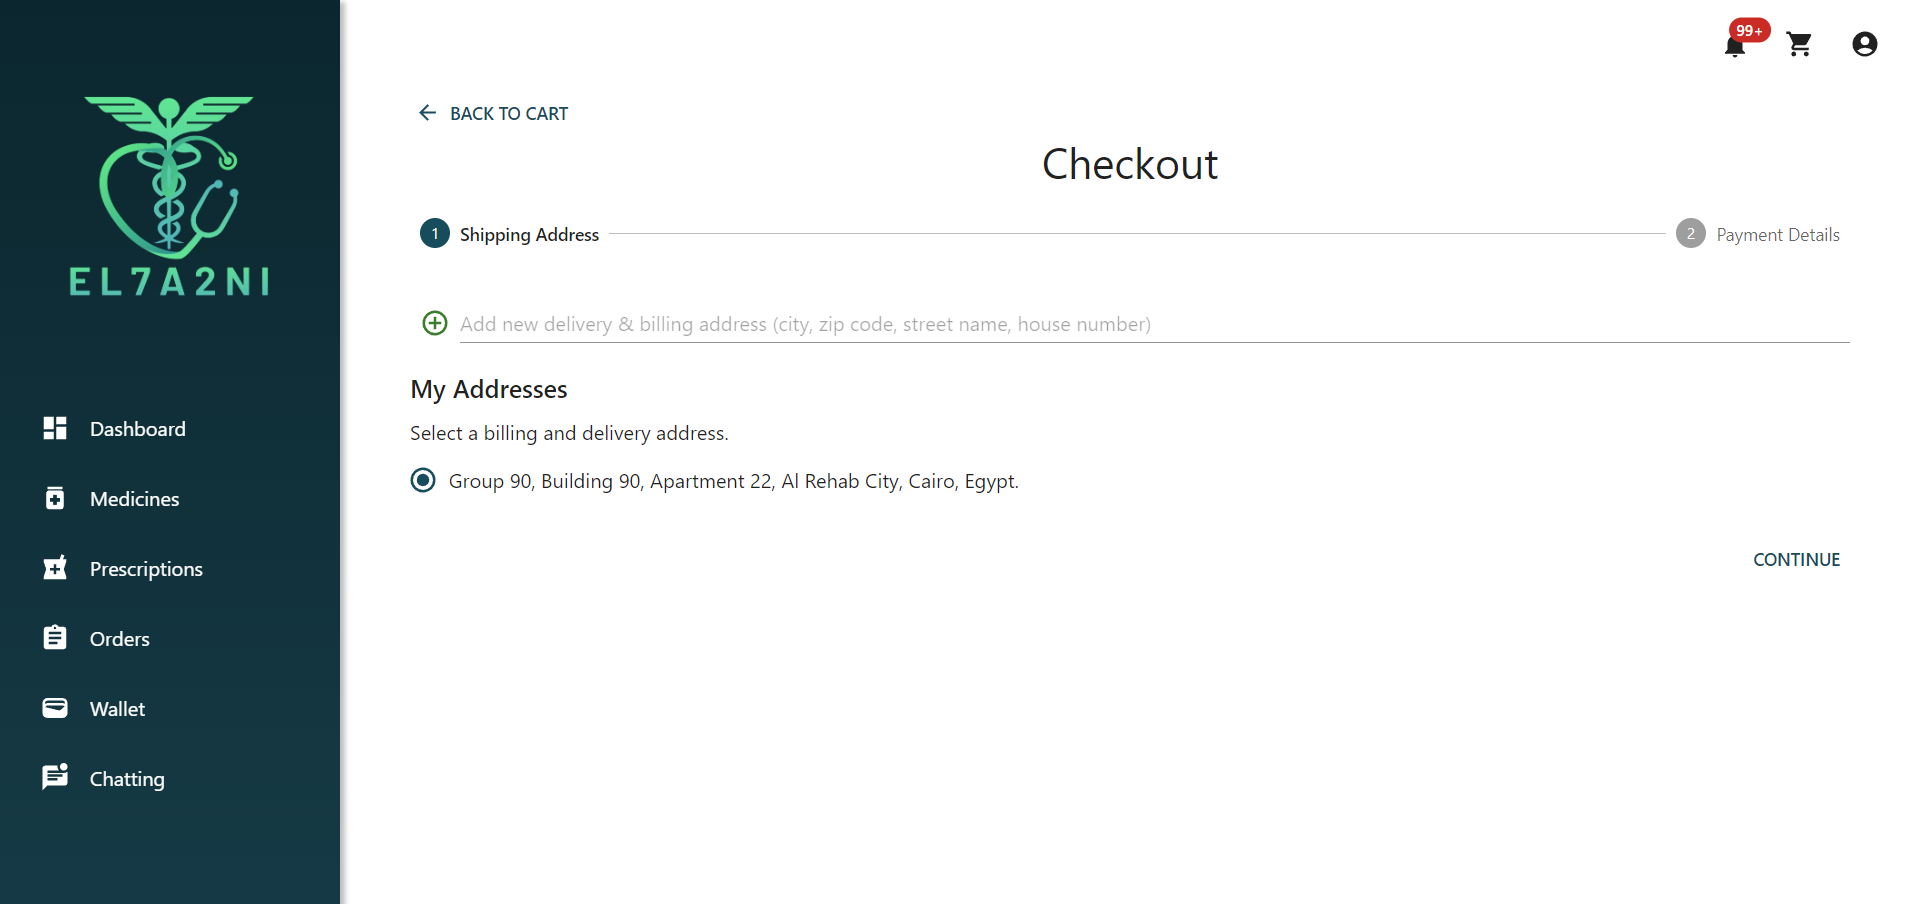 EL7A2NI
Dashboard
Medicines
Prescriptions
Orders
Wallet
Chatting
99+
BACK TO CART
Checkout
1 Shipping Address
2 Payment Details
Add new delivery & billing address (city, zip code, street name, house number)
My Addresses
Select a billing and delivery address.
Group 90, Building 90, Apartment 22, Al Rehab City, Cairo, Egypt.
CONTINUE